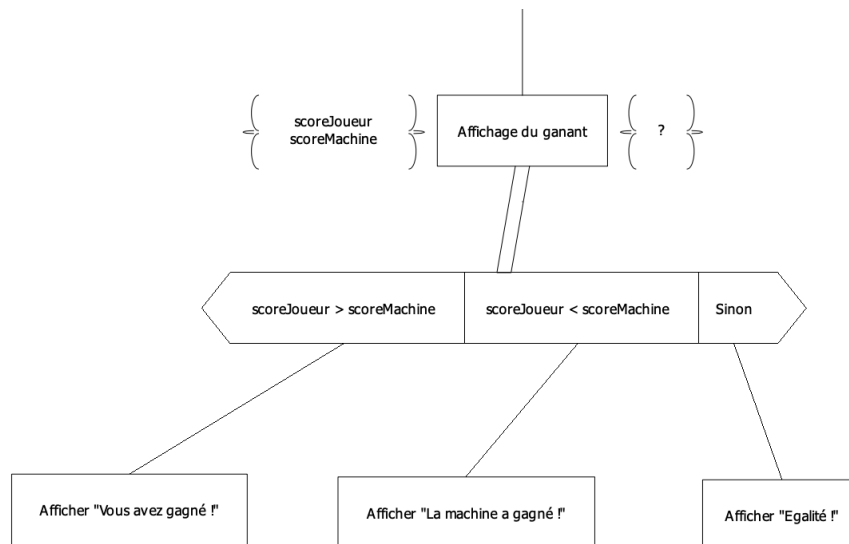 scoreJoueur
scoreMachine
Affichage du ganant
?
scoreJoueur > scoreMachine
scoreJoueur < scoreMachine
Sinon
Afficher "Vous avez gagné !"
Afficher "La machine a gagné !"
Afficher "Egalité !"